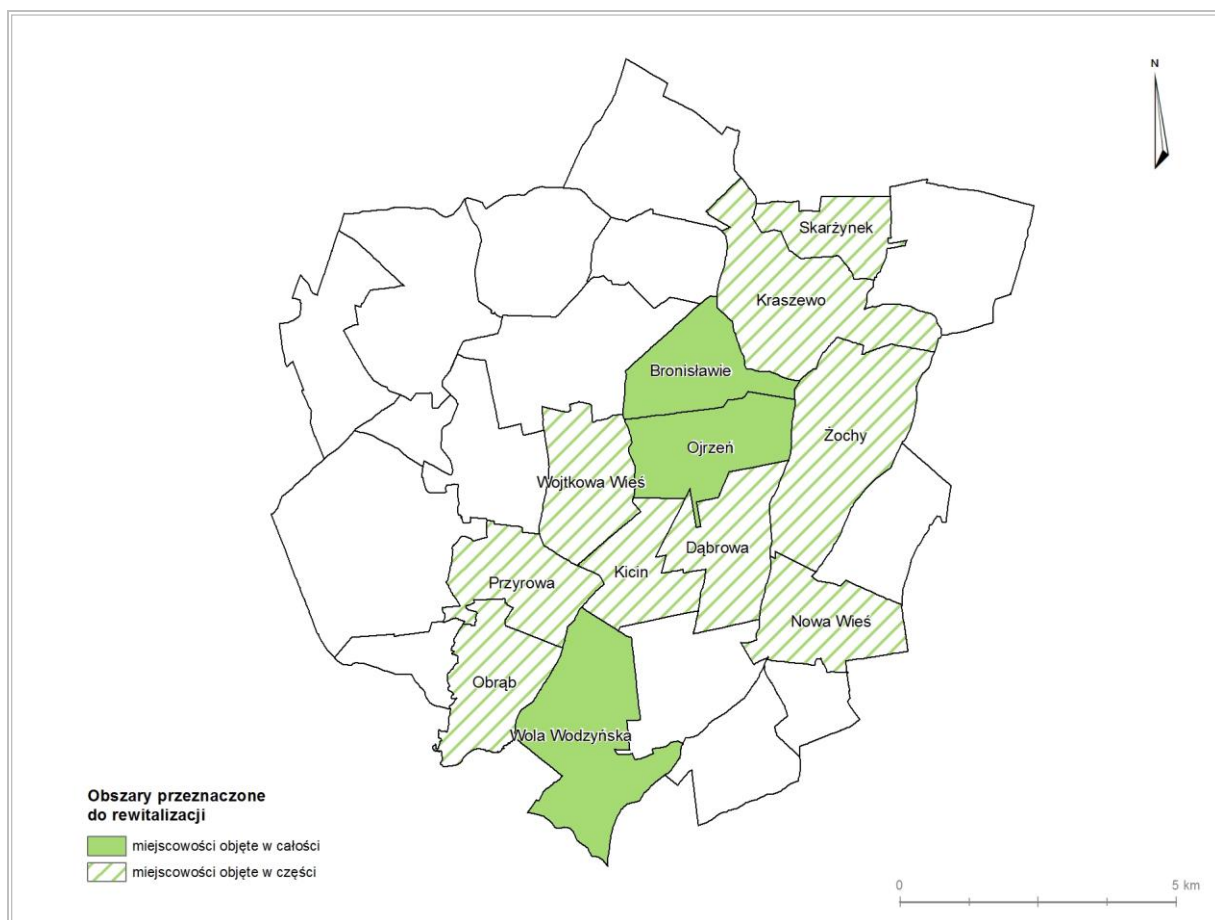 N
Skarżynek
Kraszewo
Bronisławie
Żochy
Ojrzeń
Wojtkowa Wieś
Dąbrowa
Kicin
Przyrowa
Nowa Wieś
Obrąb
Wola Wodzyńska
Obszary przeznaczone
do rewitalizacji
miejscowości objęte w całości
miejscowości objęte w części
0 5 km